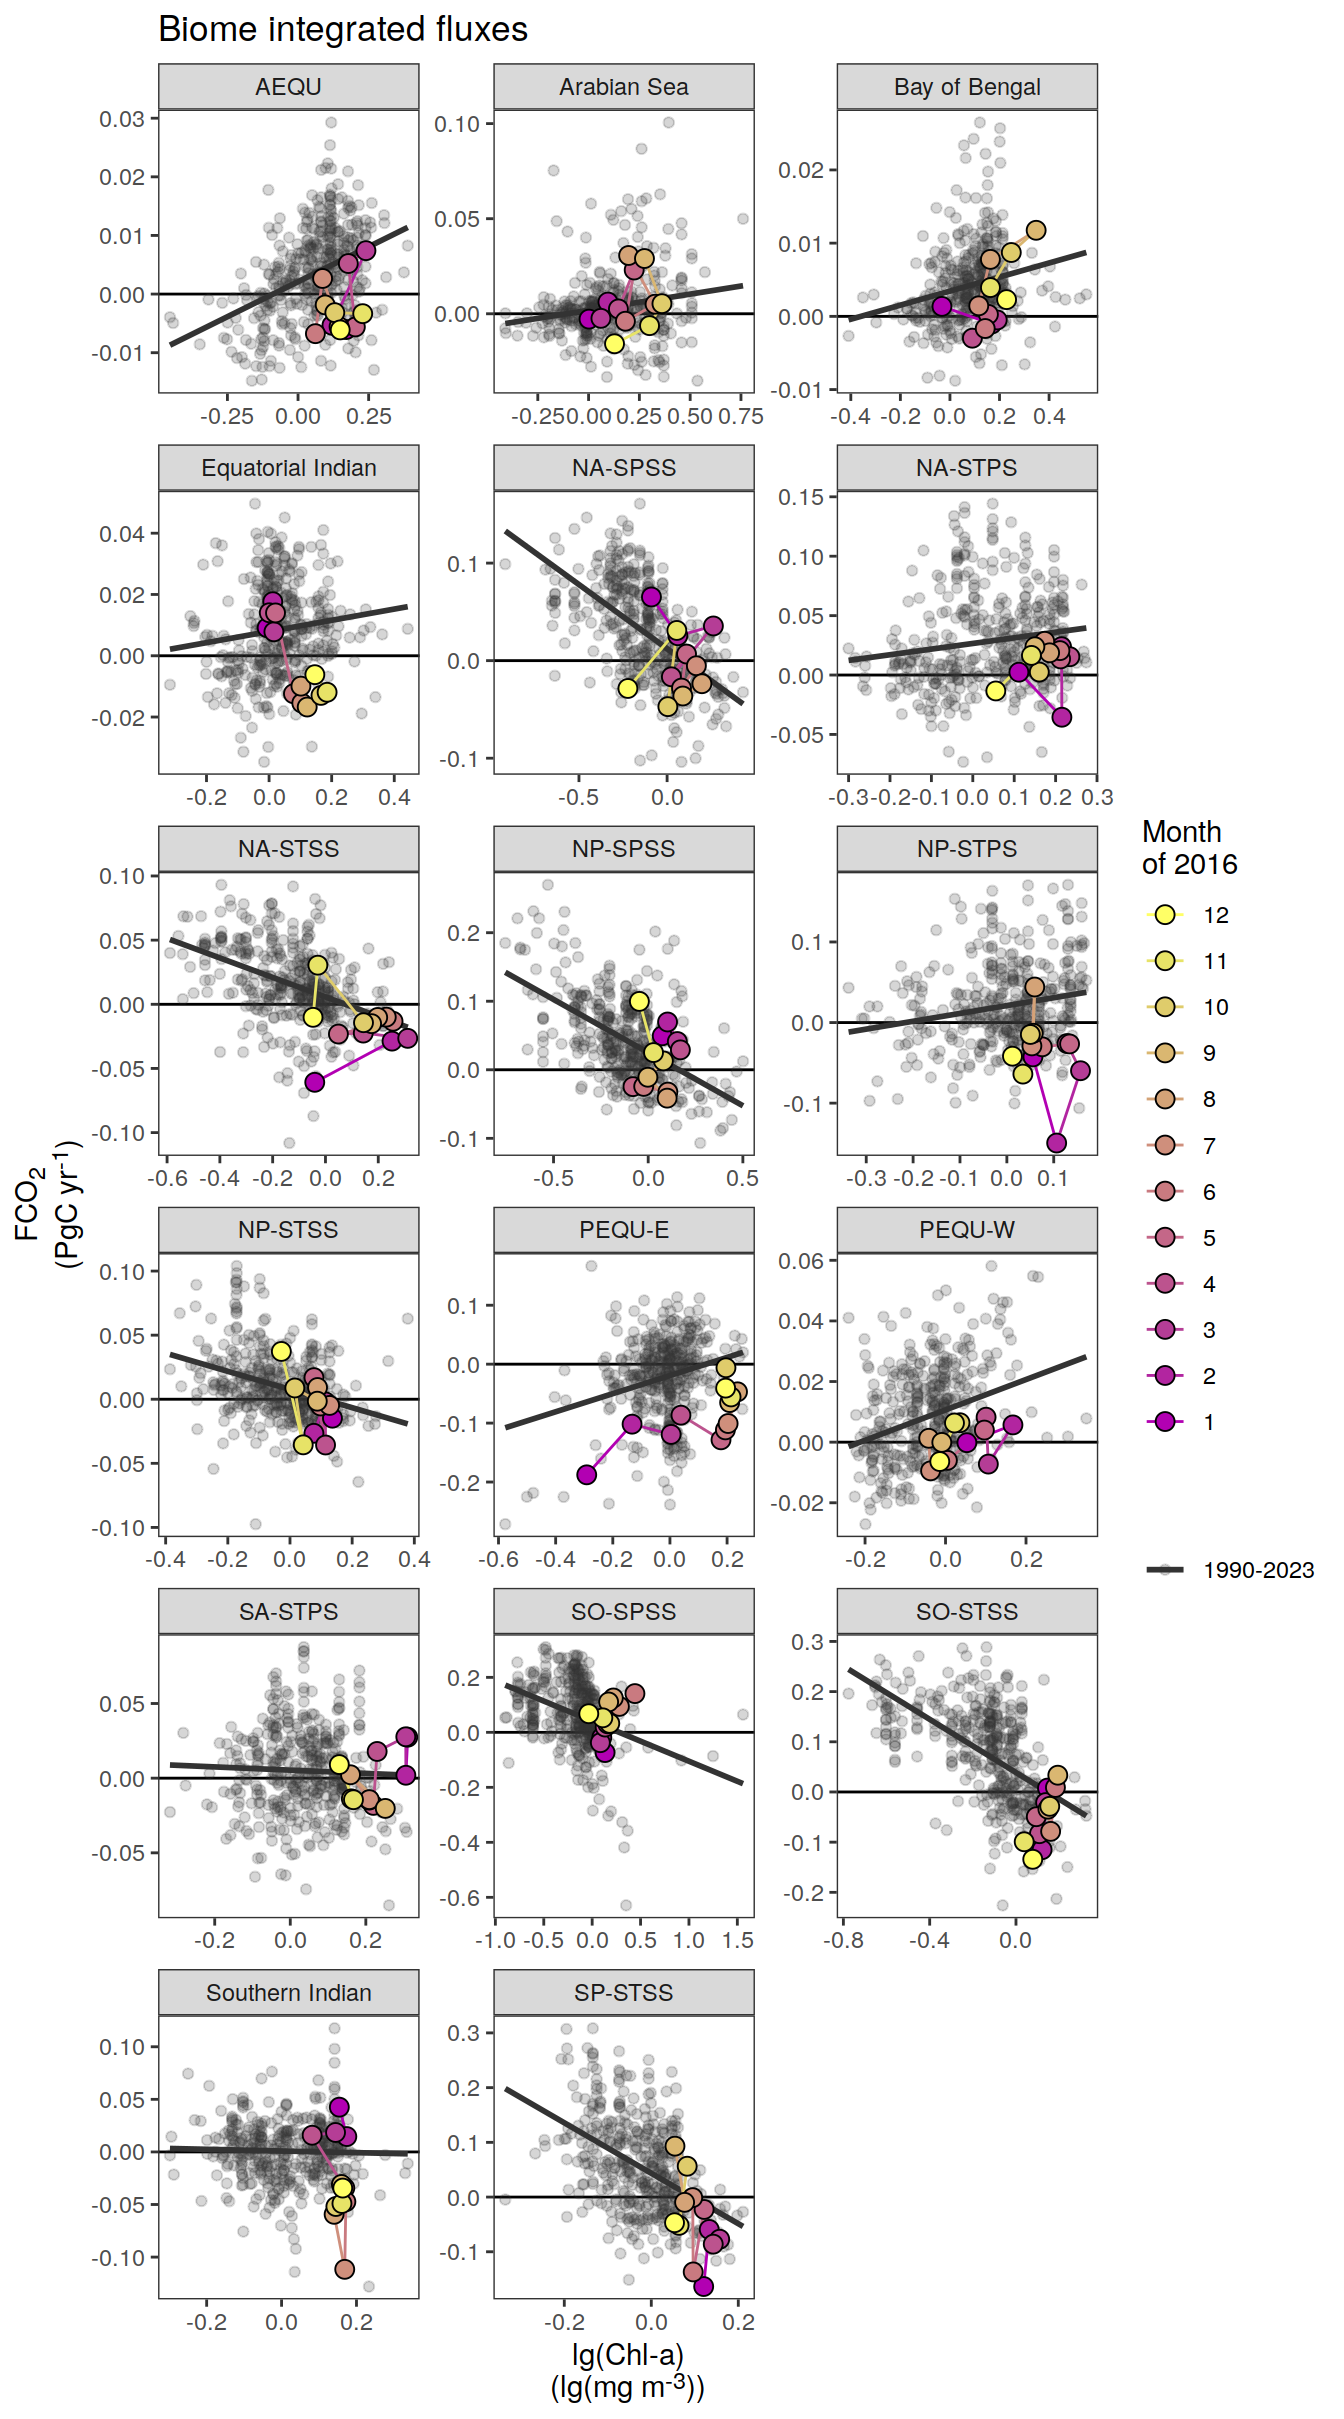 Biome integrated fluxes
AEQU
Arabian Sea
Bay of Bengal
0.03
0.02
0.01
0.00
-0.01
0.10
0.05
0.00
0.02
0.01
0.00
-0.01
-0.25 0.00 0.25
-0.25 0.00 0.25 0.50 0.75
-0.4 -0.2 0.0 0.2 0.4
Equatorial Indian
NA-SPSS
NA-STPS
0.04
0.02
0.00
-0.02
0.1
0.0
-0.1
0.15
0.10
0.05
0.00
-0.05
-0.2 0.0 0.2 0.4
-0.5 0.0
-0.3 -0.2 -0.1 0.0 0.1 0.2 0.3
NA-STSS
NP-SPSS
NP-STPS
0.10
0.05
0.00
-0.05
-0.10
0.2
0.1
0.0
-0.1
0.1
0.0
-0.1
-0.6 -0.4 -0.2 0.0 0.2
-0.5 0.0 0.5
-0.3 -0.2 -0.1 0.0 0.1
NP-STSS
PEQU-E
PEQU-W
0.10
0.05
0.00
-0.05
-0.10
0.1
0.0
-0.1
-0.2
0.06
0.04
0.02
0.00
-0.02
-0.4 -0.2 0.0 0.2 0.4
-0.6 -0.4 -0.2 0.0 0.2
-0.2 0.0 0.2
SA-STPS
SO-SPSS
SO-STSS
0.05
0.00
-0.05
0.2
0.0
-0.2
-0.4
-0.6
0.3
0.2
0.1
0.0
-0.1
-0.2
-0.2 0.0 0.2
-1.0 -0.5 0.0 0.5 1.0 1.5
-0.8 -0.4 0.0
Southern Indian
SP-STSS
0.10
0.05
0.00
-0.05
-0.10
0.3
0.2
0.1
0.0
-0.1
-0.2 0.0 0.2
-0.2 0.0 0.2
FCO₂
(PgC yr⁻¹)
lg(Chl-a)
(lg(mg m⁻³))
Month
of 2016
12
11
10
9
8
7
6
5
4
3
2
1
1990-2023